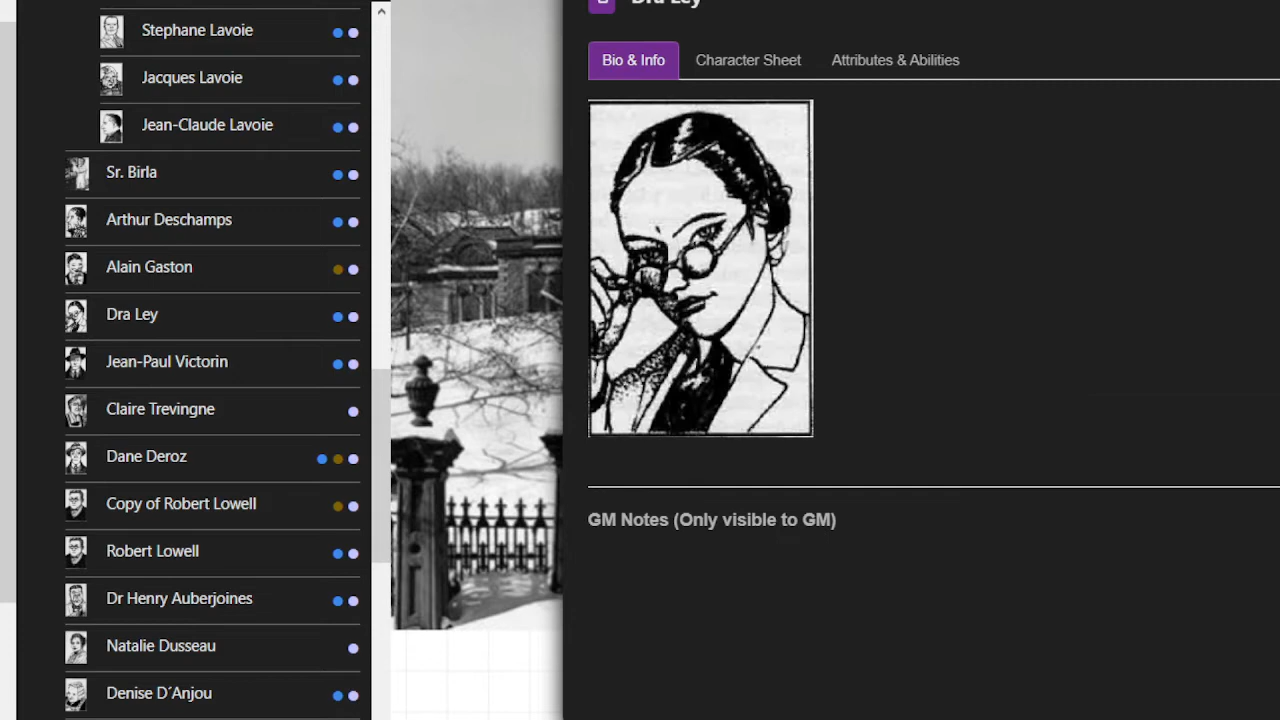 Stephane Lavoie
Jacques Lavoie
Jean-Claude Lavoie
Sr. Birla
Arthur Deschamps
Alain Gaston
Dra Ley
Jean-Paul Victorin
Claire Trevingne
Dane Deroz
Copy of Robert Lowell
Robert Lowell
Dr Henry Auberjoines
Natalie Dusseau
Denise D´Anjou
Dra Ley
Bio & Info Character Sheet Attributes & Abilities
GM Notes (Only visible to GM)